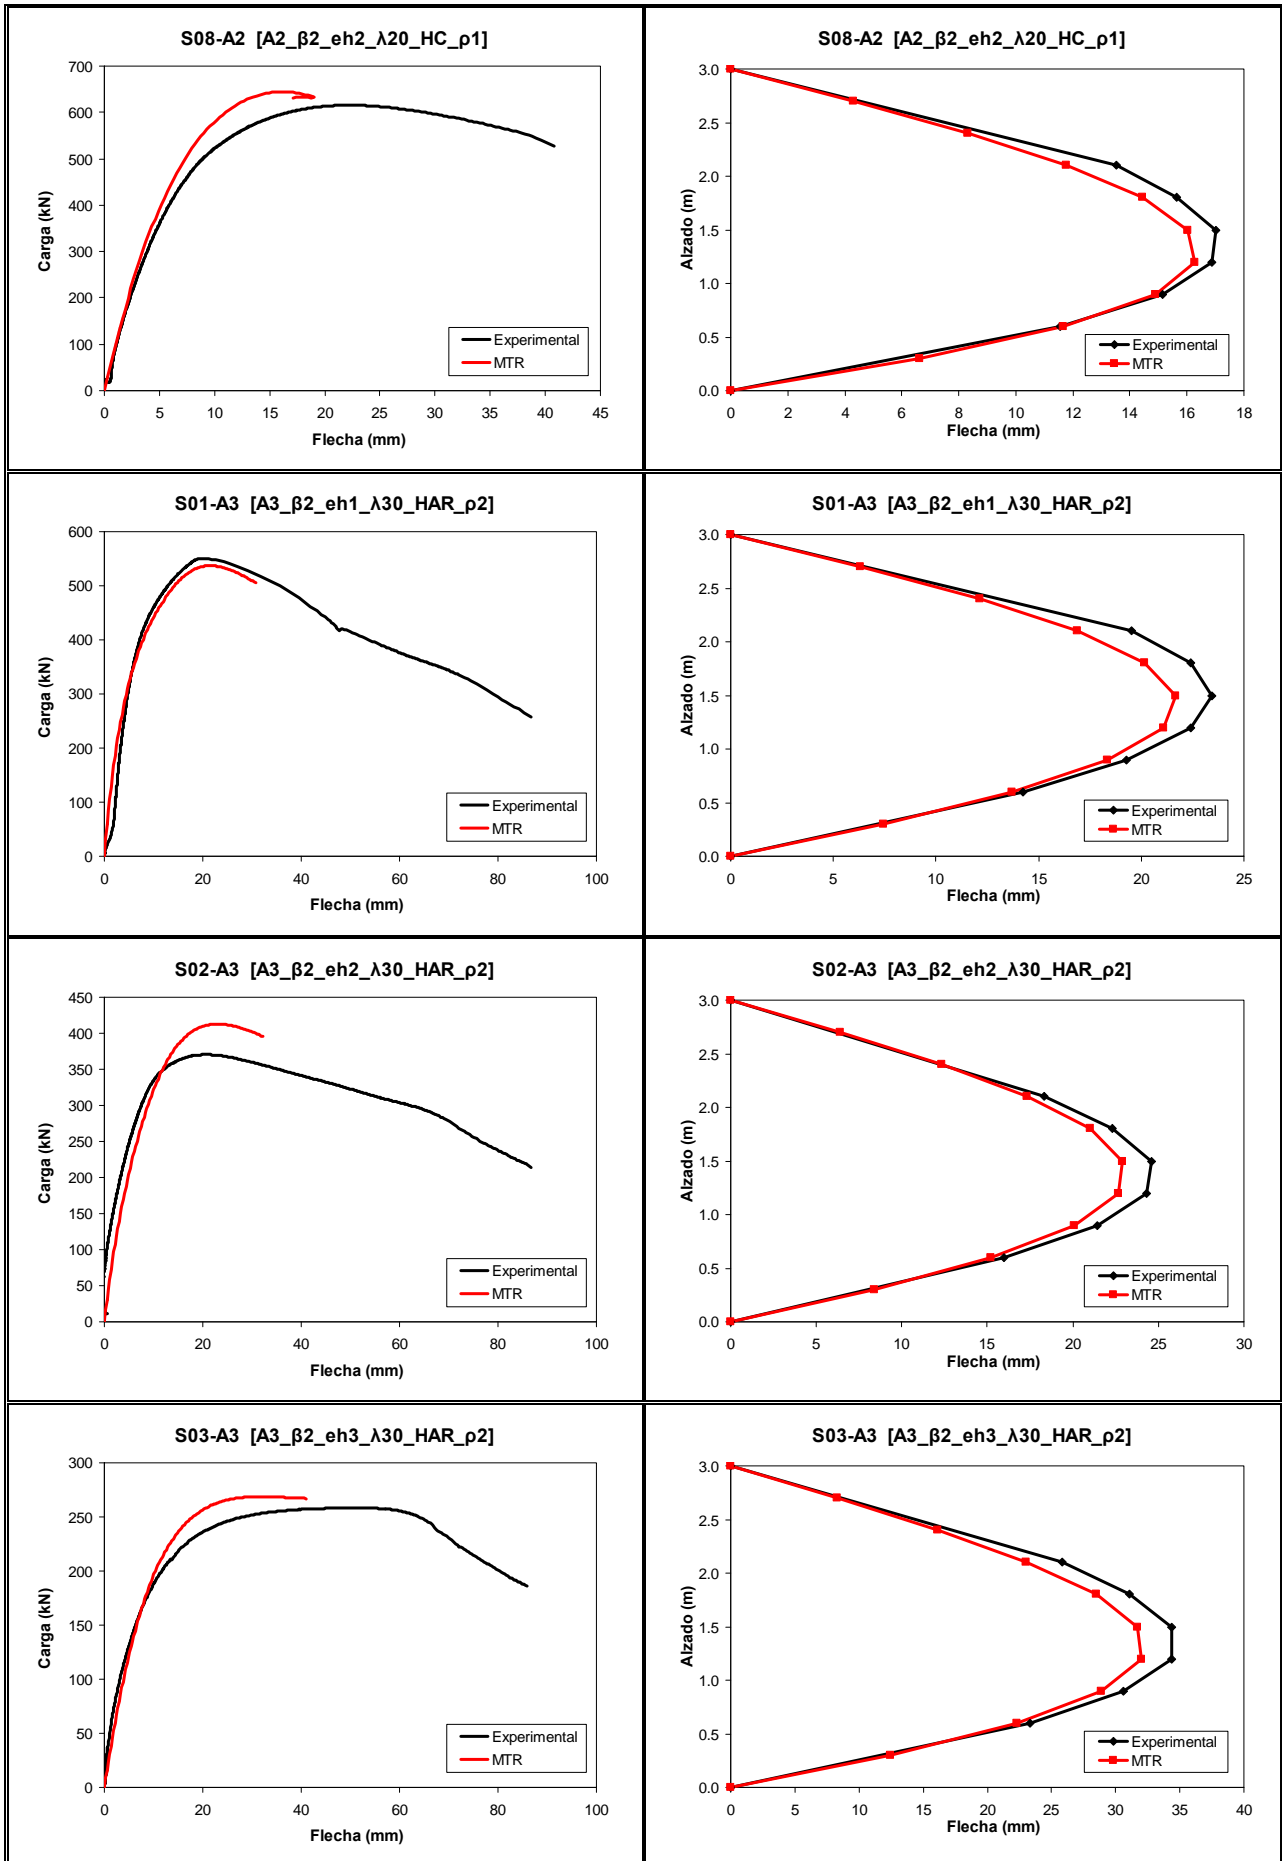 S08-A2 [A2_β2_eh2_λ20_HC_ρ1]
700
600
500
400
300
200
100
0
Carga (kN)
Experimental
MTR
0 5 10 15 20 25 30 35 40 45
Flecha (mm)
S08-A2 [A2_β2_eh2_λ20_HC_ρ1]
3.0
2.5
2.0
1.5
1.0
0.5
0.0
Alzado (m)
Experimental
MTR
0 2 4 6 8 10 12 14 16 18
Flecha (mm)
S01-A3 [A3_β2_eh1_λ30_HAR_ρ2]
600
500
400
300
200
100
0
Carga (kN)
Experimental
MTR
0 20 40 60 80 100
Flecha (mm)
S01-A3 [A3_β2_eh1_λ30_HAR_ρ2]
3.0
2.5
2.0
1.5
1.0
0.5
0.0
Alzado (m)
Experimental
MTR
0 5 10 15 20 25
Flecha (mm)
S02-A3 [A3_β2_eh2_λ30_HAR_ρ2]
450
400
350
300
250
200
150
100
50
0
Carga (kN)
Experimental
MTR
0 20 40 60 80 100
Flecha (mm)
S02-A3 [A3_β2_eh2_λ30_HAR_ρ2]
3.0
2.5
2.0
1.5
1.0
0.5
0.0
Alzado (m)
Experimental
MTR
0 5 10 15 20 25 30
Flecha (mm)
S03-A3 [A3_β2_eh3_λ30_HAR_ρ2]
300
250
200
150
100
50
0
Carga (kN)
Experimental
MTR
0 20 40 60 80 100
Flecha (mm)
S03-A3 [A3_β2_eh3_λ30_HAR_ρ2]
3.0
2.5
2.0
1.5
1.0
0.5
0.0
Alzado (m)
Experimental
MTR
0 5 10 15 20 25 30 35 40
Flecha (mm)